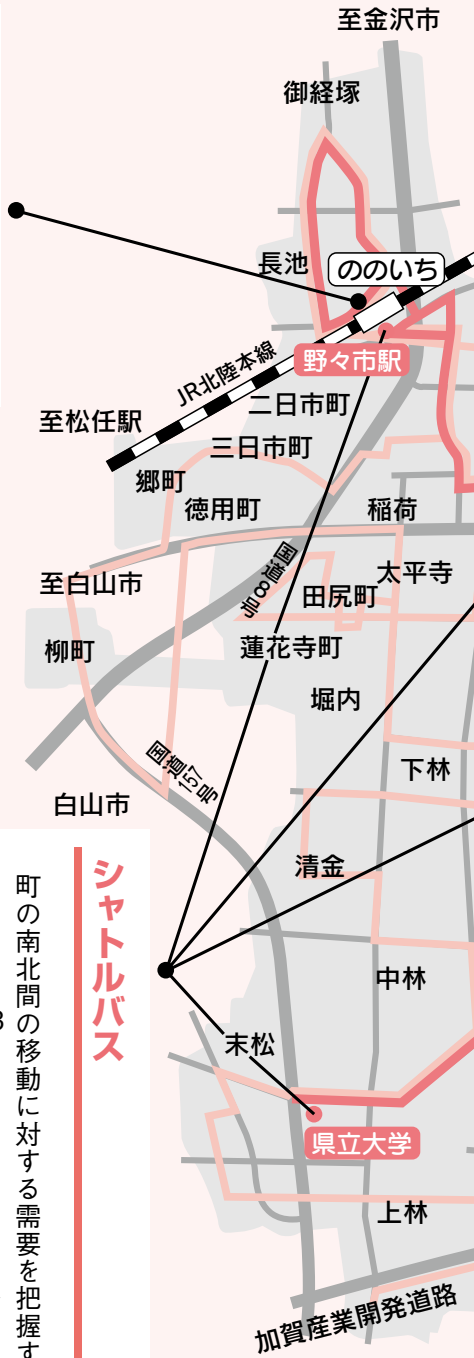 至金沢市
御経塚
長池
ののいち
野々市駅
JR北陸本線
二日市町
至松任駅
三日市町
郷町
徳用町
稲荷
国道8号
太平寺
至白山市
田尻町
柳町
蓮花寺町
堀内
国道157号
下林
白山市
清金
シャトルバス
町の南北間の移動に対する需要を把握す
中林
末松
県立大学
上林
加賀産業開発道路